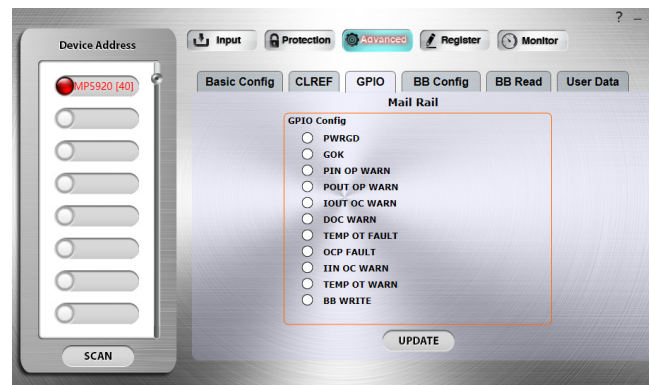 ? –
Device Address
Input Protection Advanced Register Monitor
MP5920 [40]
Basic Config CLREF GPIO BB Config BB Read User Data
Mail Rail
GPIO Config
PWRGD
GOK
PIN OP WARN
POUT OP WARN
IOUT OC WARN
DOC WARN
TEMP OT FAULT
OCP FAULT
IIN OC WARN
TEMP OT WARN
BB WRITE
UPDATE
SCAN